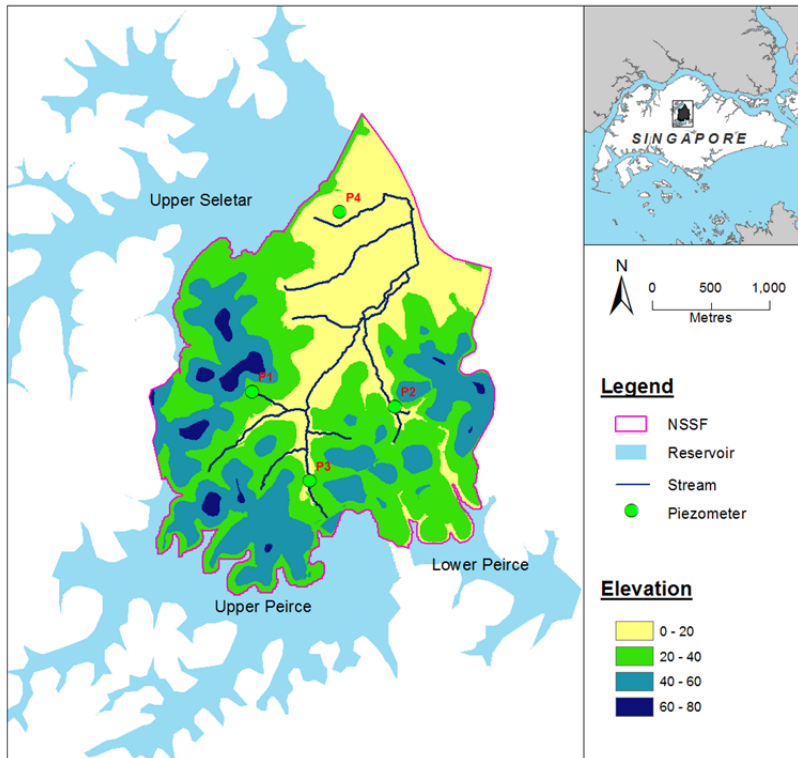 Upper Seletar
P4
P1
P2
P3
Lower Peirce
Upper Peirce
SINGAPORE
N
0 500 1,000
Metres
Legend
NSSF
Reservoir
Stream
Piezometer
Elevation
0 - 20
20 - 40
40 - 60
60 - 80